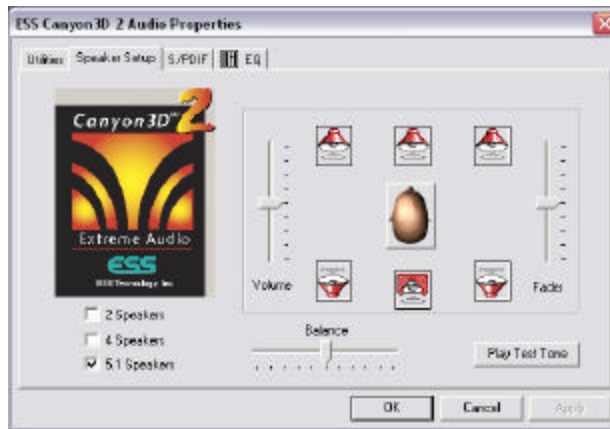 ESS Canyon3D 2 Audio Properties
Utilities Speaker Setup S/PDIF EQ
Canyon3D™ 2
Extreme Audio
ESS
ESS Technology, Inc.
Volume
Fader
2 Speakers
4 Speakers
5.1 Speakers
Balance
Play Test Tone
OK Cancel Apply